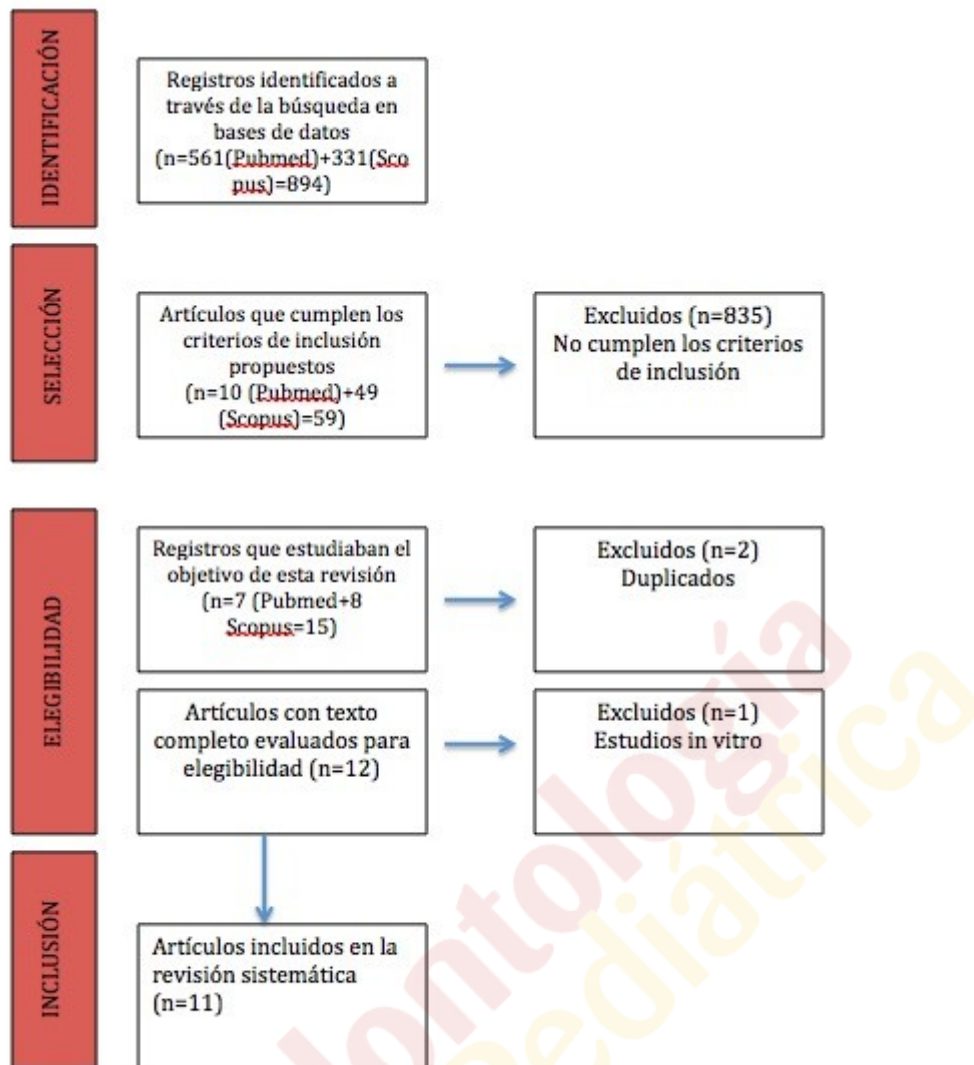 IDENTIFICACIÓN
Registros identificados a
través de la búsqueda en
bases de datos
(n=561(Pubmed)+331(Sco
pus)=894)
SELECCIÓN
Artículos que cumplen los
criterios de inclusión
propuestos
(n=10 (Pubmed)+49
(Scopus)=59)
Excluidos (n=835)
No cumplen los criterios
de inclusión
ELEGIBILIDAD
Registros que estudiaban el
objetivo de esta revisión
(n=7 (Pubmed+8
Scopus=15)
Excluidos (n=2)
Duplicados
Artículos con texto
completo evaluados para
elegibilidad (n=12)
Excluidos (n=1)
Estudios in vitro
INCLUSIÓN
Artículos incluidos en la
revisión sistemática
(n=11)